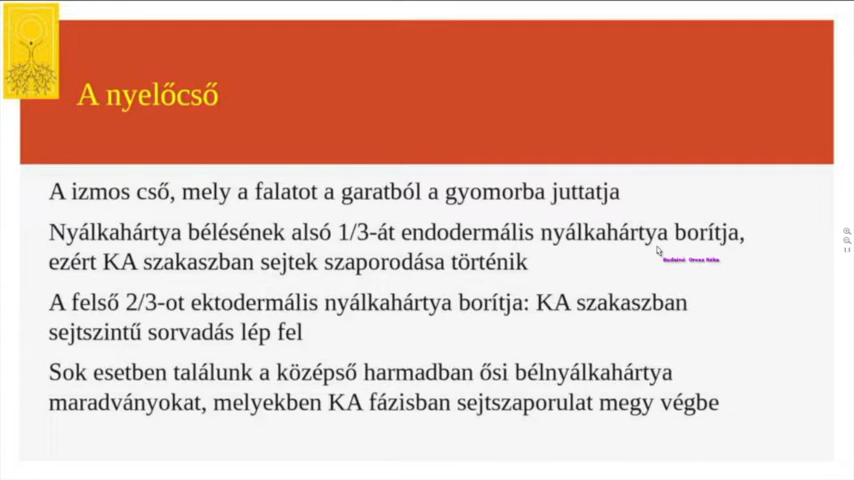 A nyelőcső
A izmos cső, mely a falatot a garatból a gyomorba juttatja
Nyálkahártya bélésének alsó 1/3-át endodermális nyálkahártya borítja,
ezért KA szakaszban sejtek szaporodása történik
A felső 2/3-ot ektodermális nyálkahártya borítja: KA szakaszban
sejtszintű sorvadás lép fel
Sok esetben találunk a középső harmadban ősi bélnyálkahártya
maradványokat, melyekben KA fázisban sejtszaporulat megy végbe